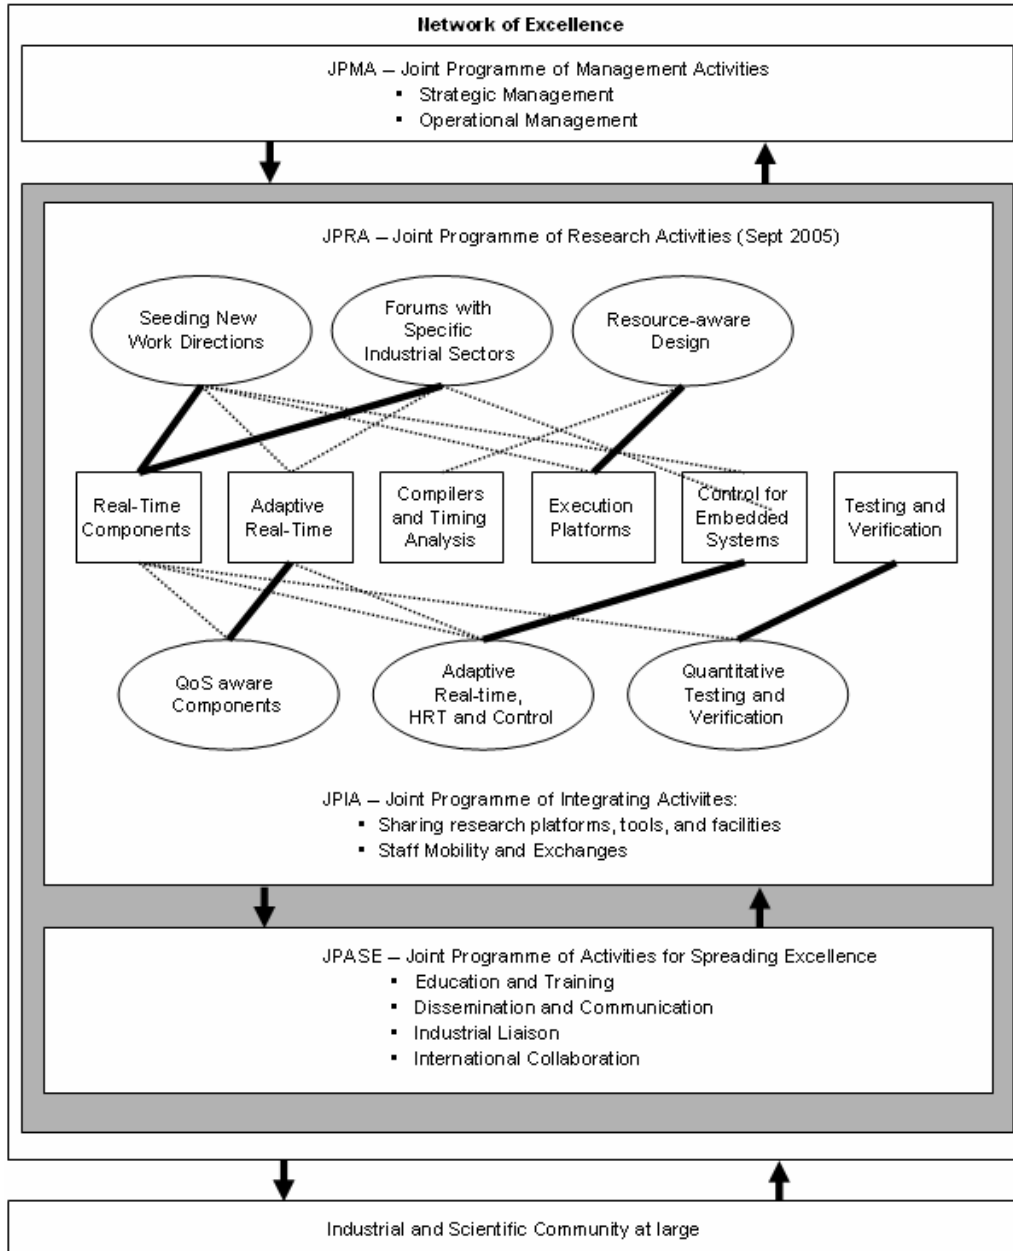 Network of Excellence
JPMA – Joint Programme of Management Activities
▪ Strategic Management
▪ Operational Management
JPRA – Joint Programme of Research Activities (Sept 2005)
Seeding New
Work Directions
Forums with
Specific
Industrial Sectors
Resource-aware
Design
Real-Time
Components
Adaptive
Real-Time
Compilers
and Timing
Analysis
Execution
Platforms
Control for
Embedded
Systems
Testing and
Verification
QoS aware
Components
Adaptive
Real-time,
HRT and Control
Quantitative
Testing and
Verification
JPIA – Joint Programme of Integrating Activiites:
▪ Sharing research platforms, tools, and facilities
▪ Staff Mobility and Exchanges
JPASE – Joint Programme of Activities for Spreading Excellence
▪ Education and Training
▪ Dissemination and Communication
▪ Industrial Liaison
▪ International Collaboration
Industrial and Scientific Community at large